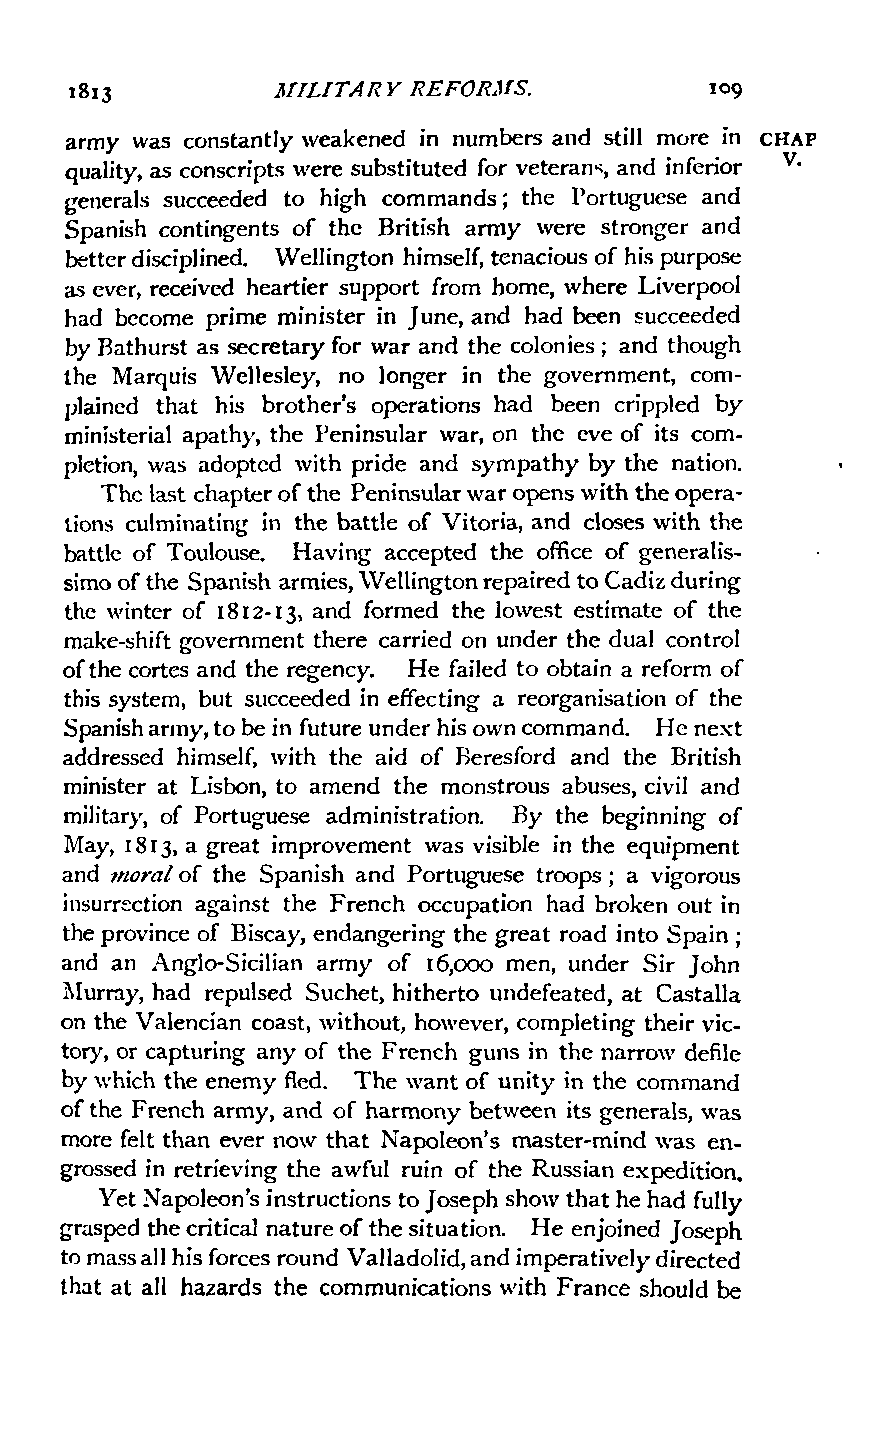 1813 MILITARY REFORMS. 109
army was constantly weakened in numbers and still more in CHAP
quality, as conscripts were substituted for veterans, and inferior V.
generals succeeded to high commands; the Portuguese and
Spanish contingents of the British army were stronger and
better disciplined. Wellington himself, tenacious of his purpose
as ever, received heartier support from home, where Liverpool
had become prime minister in June, and had been succeeded
by Bathurst as secretary for war and the colonies; and though
the Marquis Wellesley, no longer in the government, com-
plained that his brother's operations had been crippled by
ministerial apathy, the Peninsular war, on the eve of its com-
pletion, was adopted with pride and sympathy by the nation.
The last chapter of the Peninsular war opens with the opera-
tions culminating in the battle of Vitoria, and closes with the
battle of Toulouse. Having accepted the office of generalis-
simo of the Spanish armies, Wellington repaired to Cadiz during
the winter of 1812-13, and formed the lowest estimate of the
make-shift government there carried on under the dual control
of the cortes and the regency. He failed to obtain a reform of
this system, but succeeded in effecting a reorganisation of the
Spanish army, to be in future under his own command. He next
addressed himself, with the aid of Beresford and the British
minister at Lisbon, to amend the monstrous abuses, civil and
military, of Portuguese administration. By the beginning of
May, 1813, a great improvement was visible in the equipment
and moral of the Spanish and Portuguese troops; a vigorous
insurrection against the French occupation had broken out in
the province of Biscay, endangering the great road into Spain;
and an Anglo-Sicilian army of 16,000 men, under Sir John
Murray, had repulsed Suchet, hitherto undefeated, at Castalla
on the Valencian coast, without, however, completing their vic-
tory, or capturing any of the French guns in the narrow defile
by which the enemy fled. The want of unity in the command
of the French army, and of harmony between its generals, was
more felt than ever now that Napoleon's master-mind was en-
grossed in retrieving the awful ruin of the Russian expedition.
Yet Napoleon's instructions to Joseph show that he had fully
grasped the critical nature of the situation. He enjoined Joseph
to mass all his forces round Valladolid, and imperatively directed
that at all hazards the communications with France should be